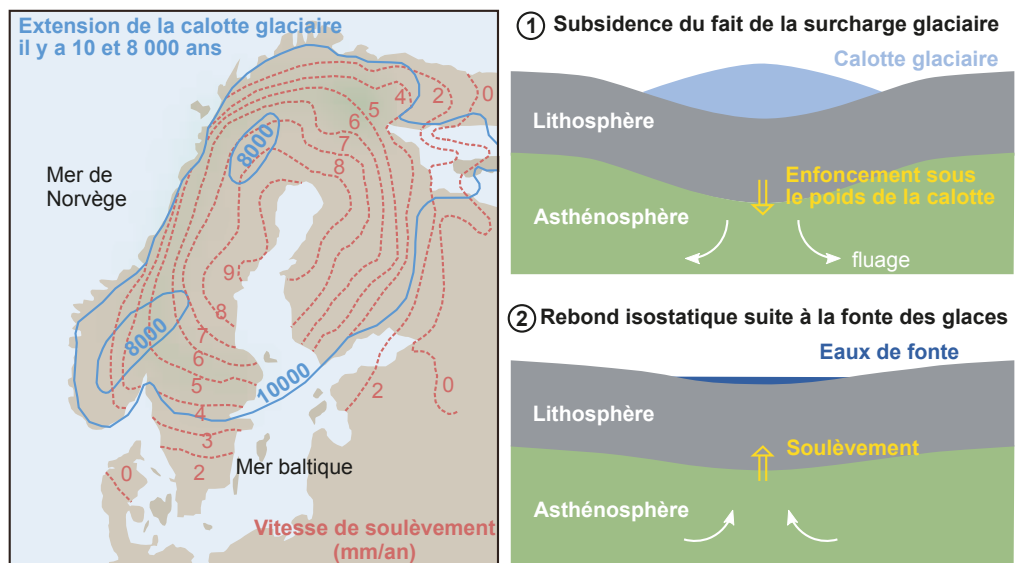 Extension de la calotte glaciaire
il y a 10 et 8 000 ans
0
2
4
5
6
7
8
8000
Mer de
Norvège
9
8
8000
7
6
5
4
3
2
0
10000
2
0
Mer baltique
Vitesse de soulèvement
(mm/an)
1 Subsidence du fait de la surcharge glaciaire
Calotte glaciaire
Lithosphère
Enfoncement sous
le poids de la calotte
Asthénosphère
fluage
2 Rebond isostatique suite à la fonte des glaces
Eaux de fonte
Lithosphère
Soulèvement
Asthénosphère